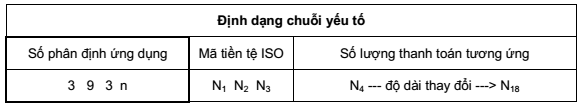 Định dạng chuỗi yếu tố
Số phân định ứng dụng Mã tiền tệ ISO Số lượng thanh toán tương ứng
3 9 3 n N₁ N₂ N₃ N₄ --- độ dài thay đổi ---> N₁₈